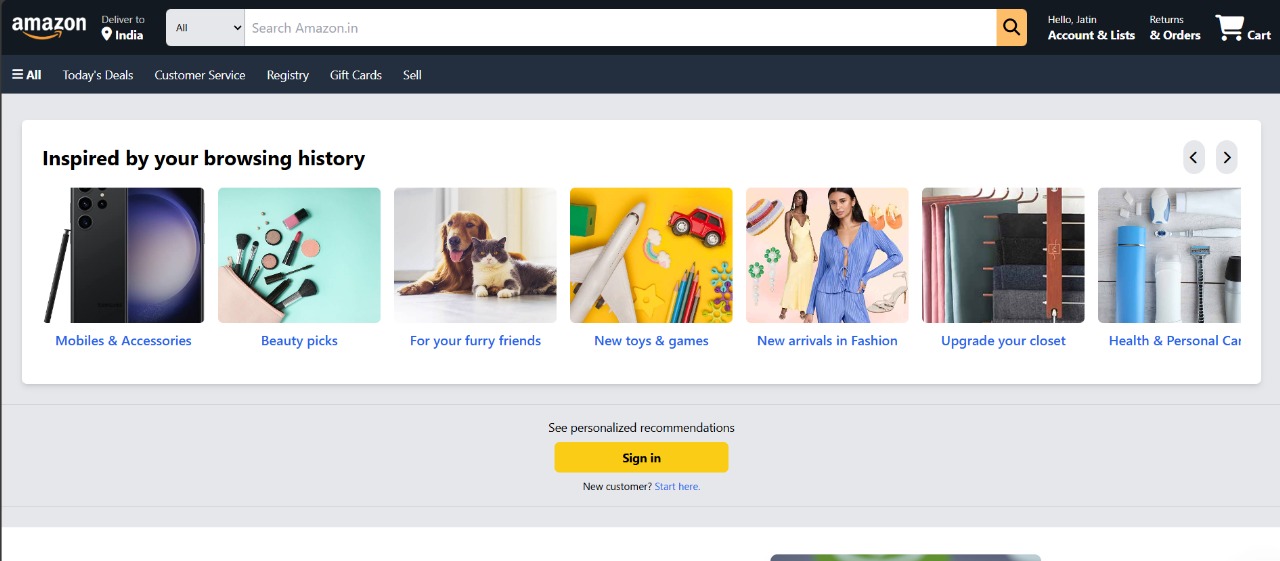 amazon
Deliver to
India
All
Search Amazon.in
Hello, Jatin
Account & Lists
Returns
& Orders
Cart
All
Today's Deals
Customer Service
Registry
Gift Cards
Sell
Inspired by your browsing history
Mobiles & Accessories
Beauty picks
For your furry friends
New toys & games
New arrivals in Fashion
Upgrade your closet
Health & Personal Car
See personalized recommendations
Sign in
New customer? Start here.